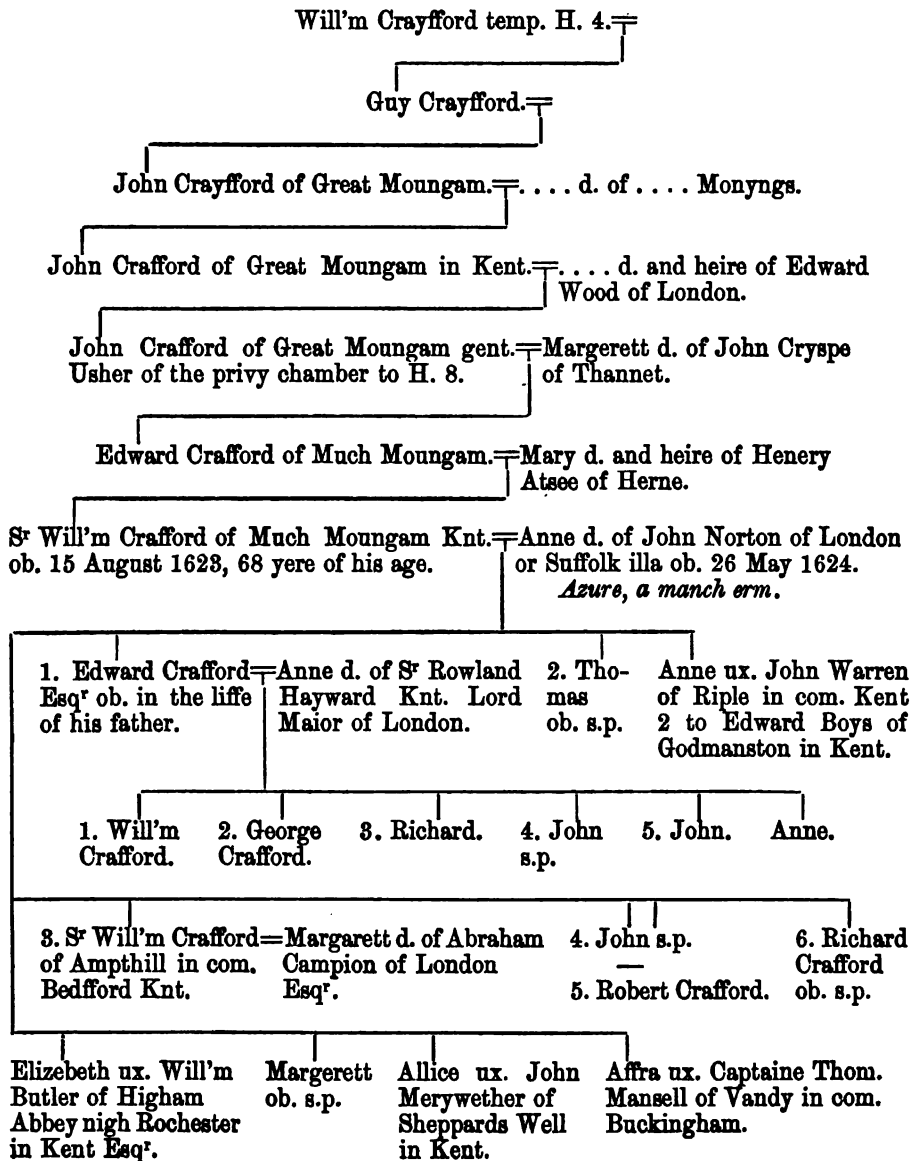 Will'm Crayfford temp. H. 4.
Guy Crayfford.
John Crayfford of Great Moungam. . . . . d. of . . . . Monyngs.
John Crafford of Great Moungam in Kent. . . . . d. and heire of Edward
Wood of London.
John Crafford of Great Moungam gent.
Usher of the privy chamber to H. 8.
Margerett d. of John Cryspe
of Thannet.
Edward Crafford of Much Moungam.
Mary d. and heire of Henery
Atsee of Herne.
Sr Will'm Crafford of Much Moungam Knt.
ob. 15 August 1623, 68 yere of his age.
Anne d. of John Norton of London
or Suffolk illa ob. 26 May 1624.
Azure, a manch erm.
1. Edward Crafford
Esqr ob. in the liffe
of his father.
Anne d. of Sr Rowland
Hayward Knt. Lord
Maior of London.
2. Tho-
mas
ob. s.p.
Anne ux. John Warren
of Riple in com. Kent
2 to Edward Boys of
Godmanston in Kent.
1. Will'm
Crafford.
2. George
Crafford.
3. Richard.
4. John
s.p.
5. John.
Anne.
3. Sr Will'm Crafford
of Ampthill in com.
Bedfford Knt.
Margarett d. of Abraham
Campion of London
Esqr.
4. John s.p.
—
5. Robert Crafford.
6. Richard
Crafford
ob. s.p.
Elizebeth ux. Will'm
Butler of Higham
Abbey nigh Rochester
in Kent Esqr.
Margerett
ob. s.p.
Allice ux. John
Merywether of
Sheppards Well
in Kent.
Affra ux. Captaine Thom.
Mansell of Vandy in com.
Buckingham.